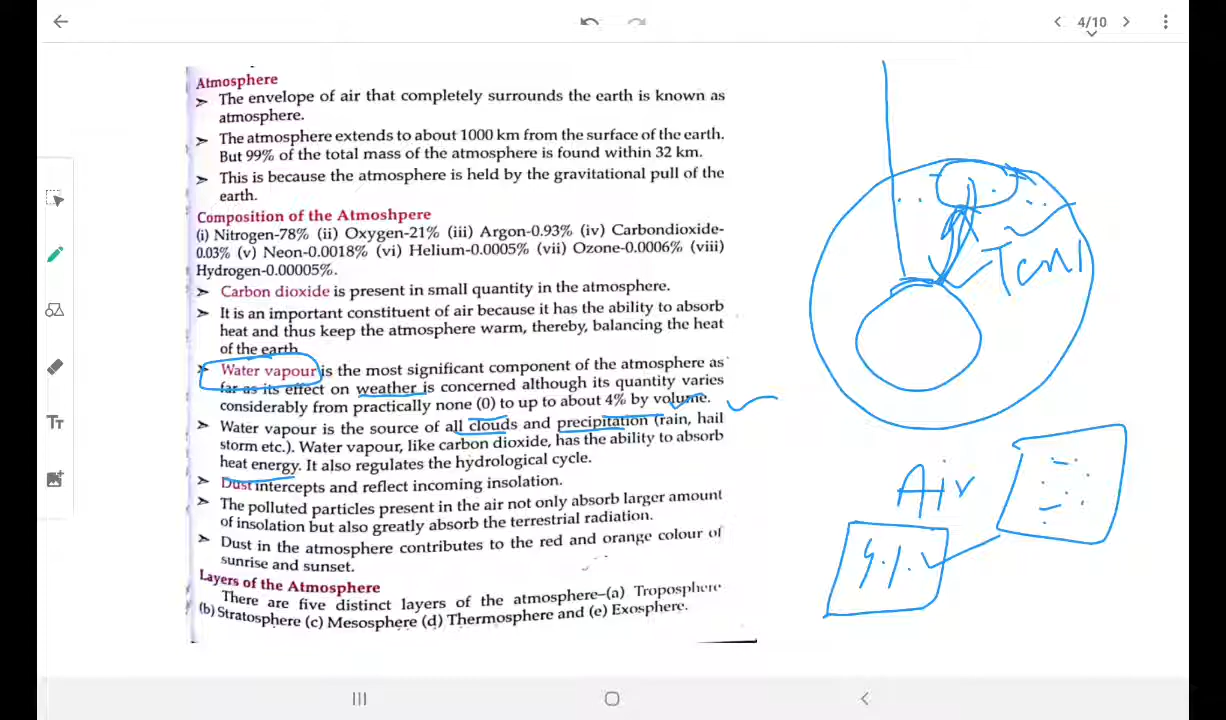 4/10
Atmosphere
➤ The envelope of air that completely surrounds the earth is known as
atmosphere.
➤ The atmosphere extends to about 1000 km from the surface of the earth.
But 99% of the total mass of the atmosphere is found within 32 km.
➤ This is because the atmosphere is held by the gravitational pull of the
earth.
Composition of the Atmoshpere
(i) Nitrogen-78% (ii) Oxygen-21% (iii) Argon-0.93% (iv) Carbondioxide-
0.03% (v) Neon-0.0018% (vi) Helium-0.0005% (vii) Ozone-0.0006% (viii)
Hydrogen-0.00005%.
➤ Carbon dioxide is present in small quantity in the atmosphere.
➤ It is an important constituent of air because it has the ability to absorb
heat and thus keep the atmosphere warm, thereby, balancing the heat
of the earth
➤ Water vapour is the most significant component of the atmosphere as
far as its effect on weather is concerned although its quantity varies
considerably from practically none (0) to up to about 4% by volume.
➤ Water vapour is the source of all clouds and precipitation (rain, hail
storm etc.). Water vapour, like carbon dioxide, has the ability to absorb
heat energy. It also regulates the hydrological cycle.
➤ Dust intercepts and reflect incoming insolation.
➤ The polluted particles present in the air not only absorb larger amount
of insolation but also greatly absorb the terrestrial radiation.
➤ Dust in the atmosphere contributes to the red and orange colour of
sunrise and sunset.
Layers of the Atmosphere
There are five distinct layers of the atmosphere–(a) Troposphere
(b) Stratosphere (c) Mesosphere (d) Thermosphere and (e) Exosphere.
Air
Tт